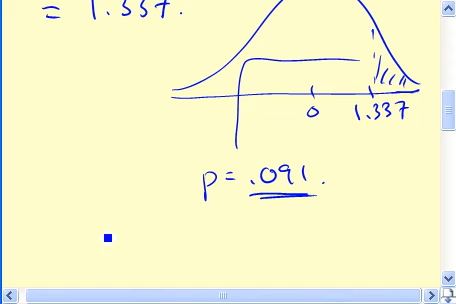 = 1.337.
0 1.337
p = .091.